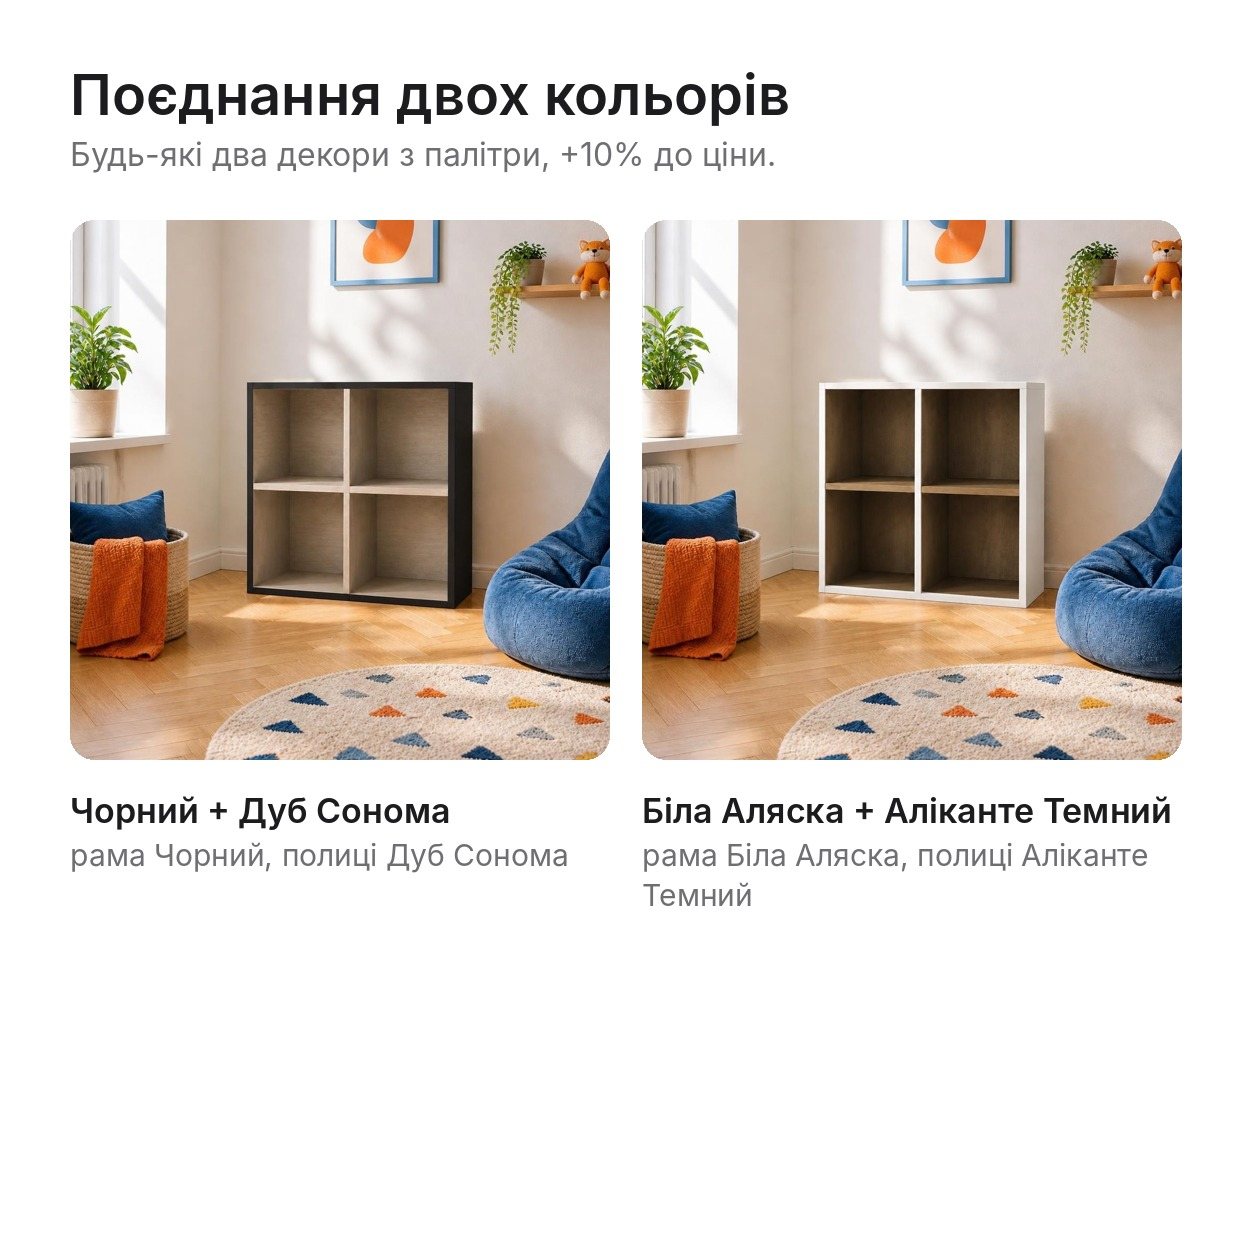 Поєднання двох кольорів
Будь-які два декори з палітри, +10% до ціни.
Чорний + Дуб Сонома
рама Чорний, полиці Дуб Сонома
Біла Аляска + Аліканте Темний
рама Біла Аляска, полиці Аліканте
Темний